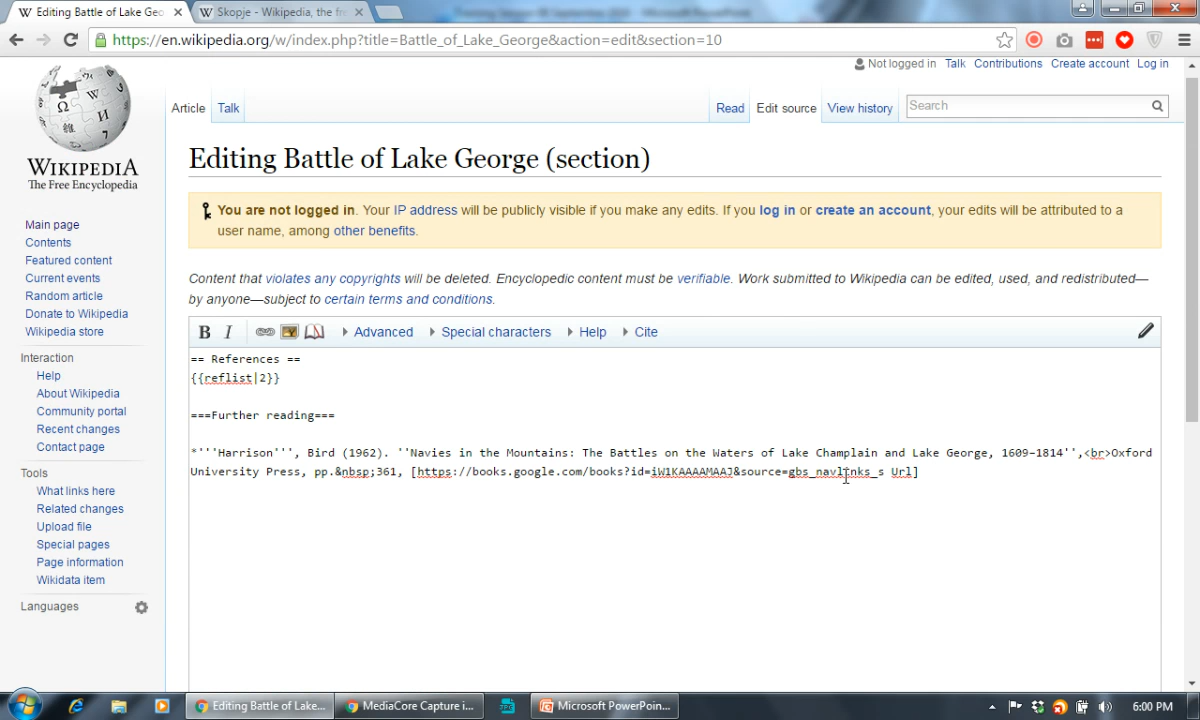 Editing Battle of Lake Geo
Skopje - Wikipedia, the fre
Training Session 08 September 2015 - Microsoft PowerPoint
https://en.wikipedia.org/w/index.php?title=Battle_of_Lake_George&action=edit&section=10
Not logged in Talk Contributions Create account Log in
Article Talk Read Edit source View history Search
WIKIPEDIA
The Free Encyclopedia
Editing Battle of Lake George (section)
You are not logged in. Your IP address will be publicly visible if you make any edits. If you log in or create an account, your edits will be attributed to a
user name, among other benefits.
Content that violates any copyrights will be deleted. Encyclopedic content must be verifiable. Work submitted to Wikipedia can be edited, used, and redistributed—
by anyone—subject to certain terms and conditions.
B I Advanced Special characters Help Cite
== References ==
{{reflist|2}}
===Further reading===
*'''Harrison''', Bird (1962). ''Navies in the Mountains: The Battles on the Waters of Lake Champlain and Lake George, 1609–1814'',<br>Oxford
University Press, pp.&nbsp;361, [https://books.google.com/books?id=iW1KAAAAMAAJ&source=gbs_navlinks_s Url]
Main page
Contents
Featured content
Current events
Random article
Donate to Wikipedia
Wikipedia store
Interaction
Help
About Wikipedia
Community portal
Recent changes
Contact page
Tools
What links here
Related changes
Upload file
Special pages
Page information
Wikidata item
Languages
Editing Battle of Lake...
MediaCore Capture i...
Microsoft PowerPoin...
6:00 PM